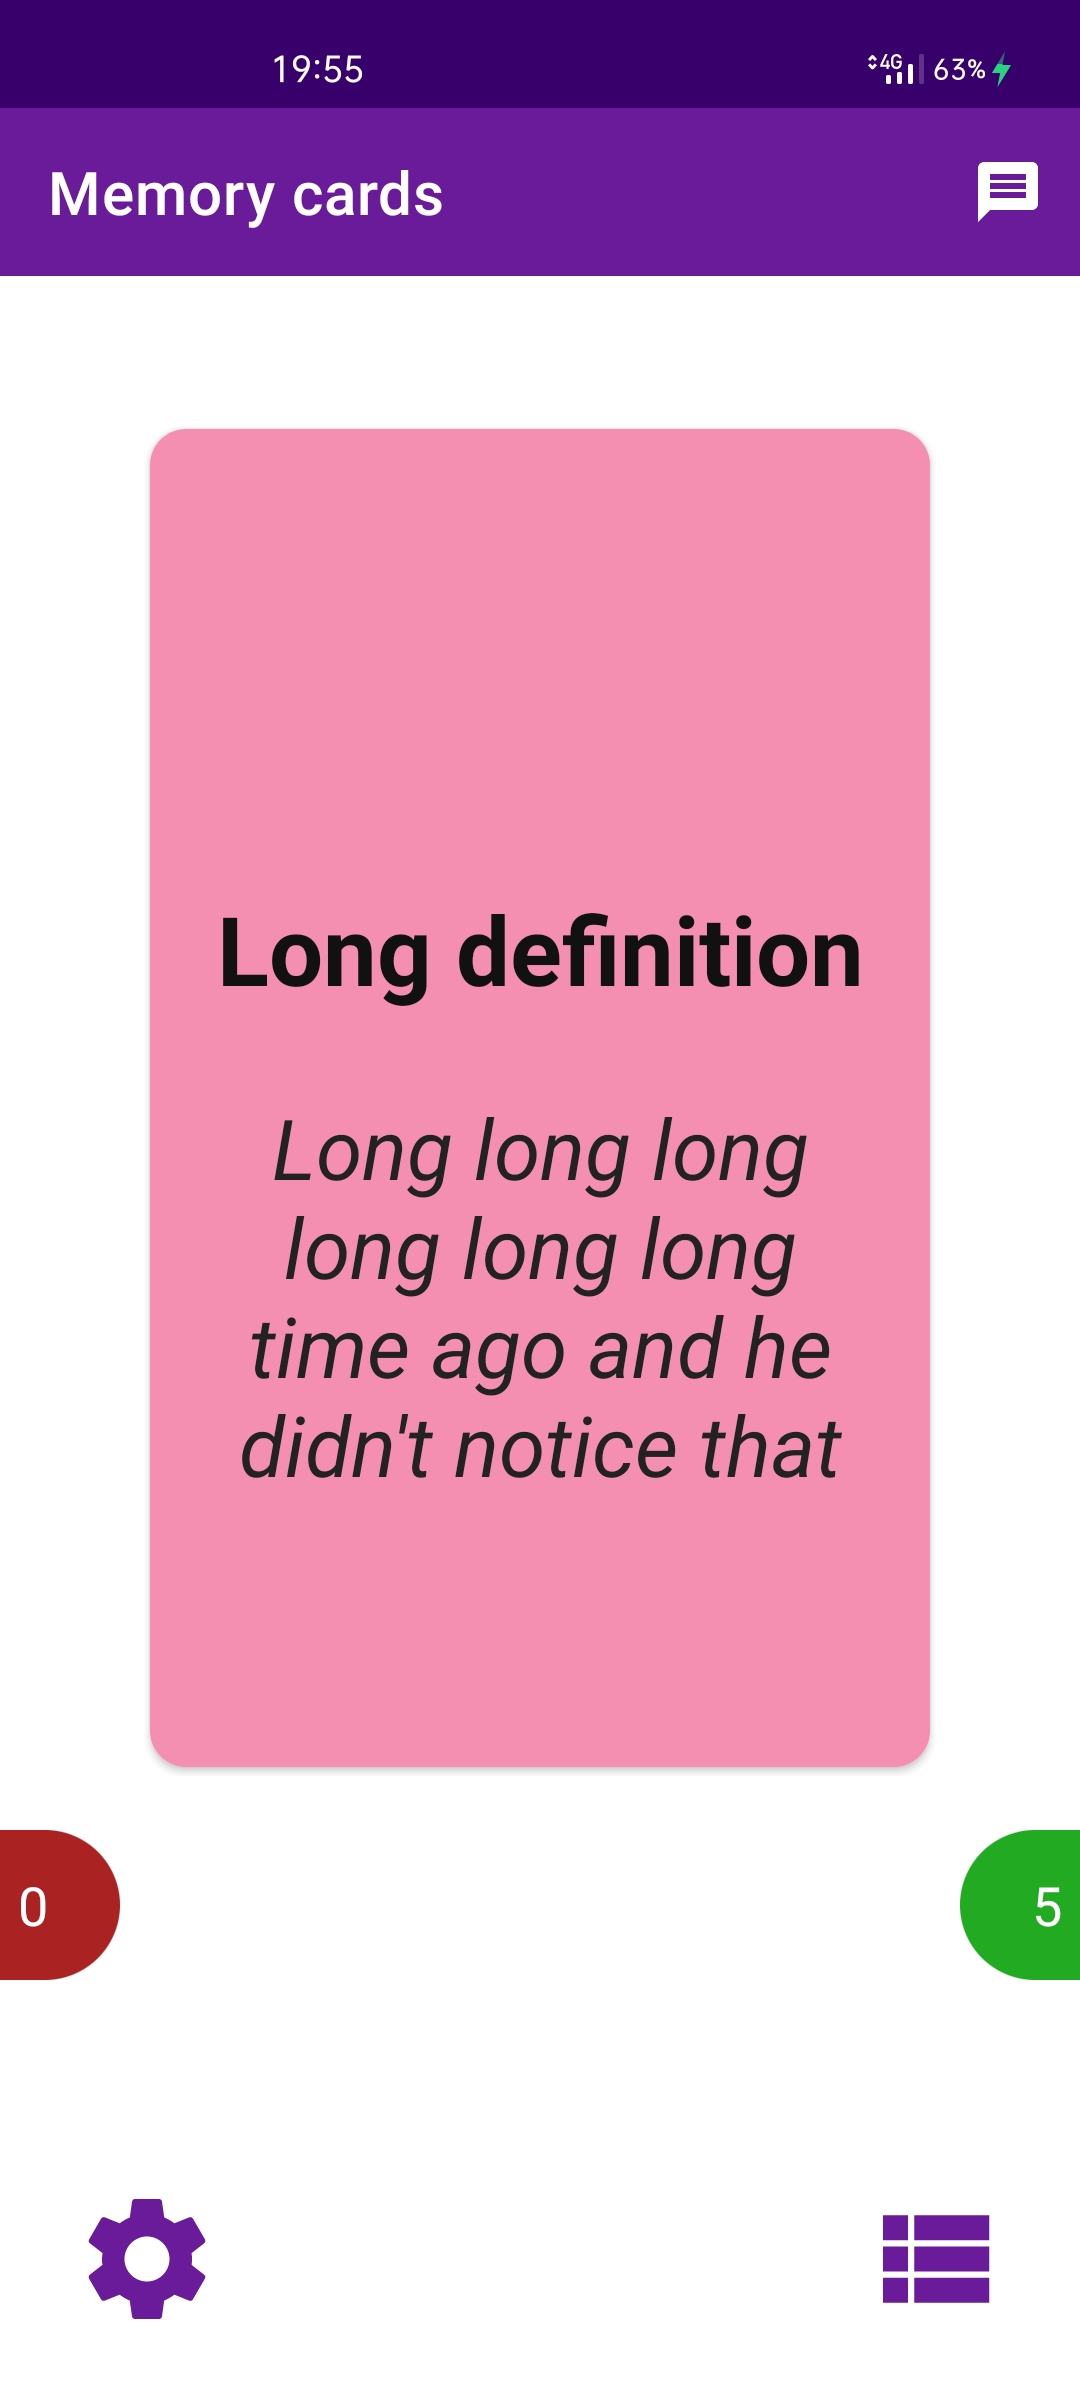 19:55
4G 63%
Memory cards
Long definition
Long long long
long long long
time ago and he
didn't notice that
0
5